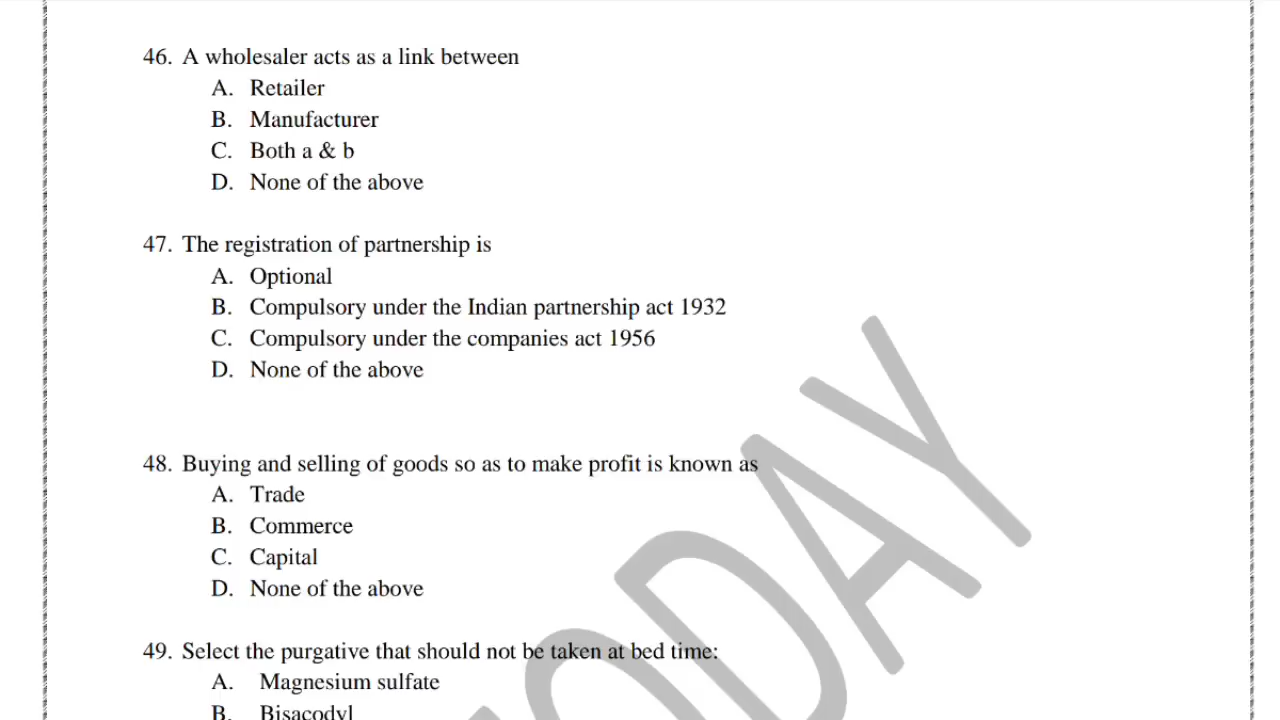 46. A wholesaler acts as a link between
A. Retailer
B. Manufacturer
C. Both a & b
D. None of the above
47. The registration of partnership is
A. Optional
B. Compulsory under the Indian partnership act 1932
C. Compulsory under the companies act 1956
D. None of the above
48. Buying and selling of goods so as to make profit is known as
A. Trade
B. Commerce
C. Capital
D. None of the above
49. Select the purgative that should not be taken at bed time:
A. Magnesium sulfate
B. Bisacodyl
ODAY